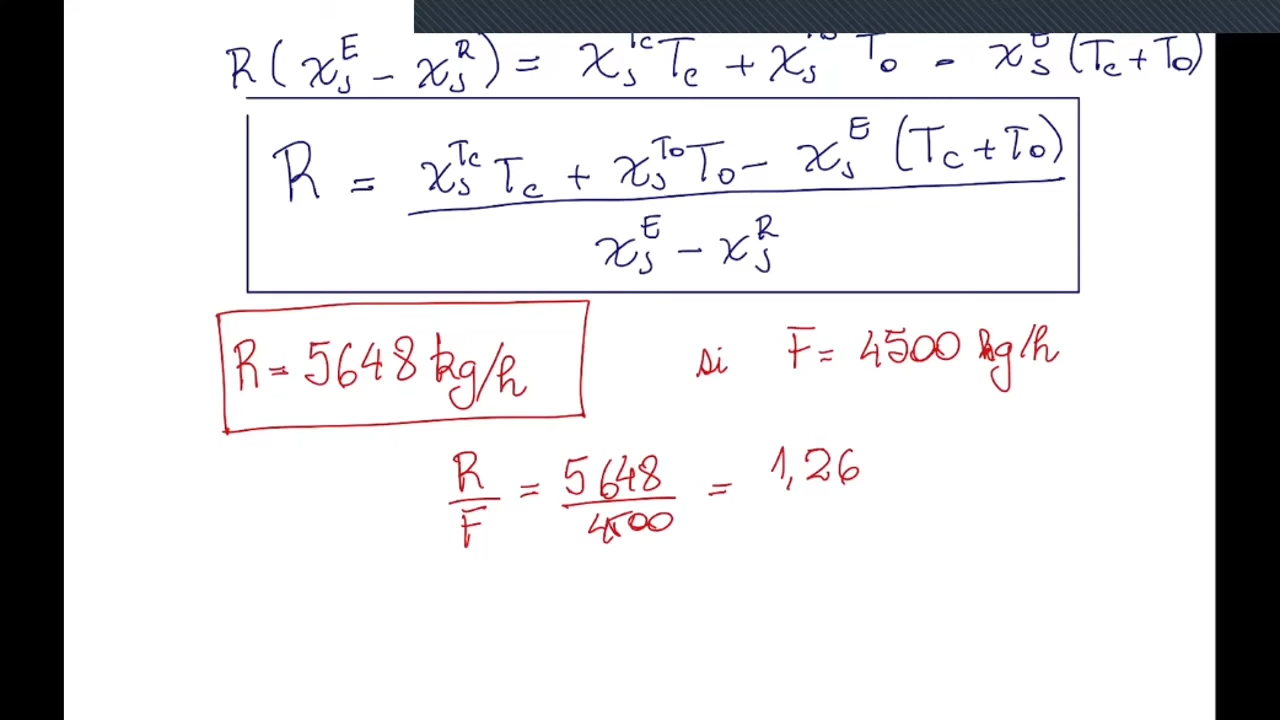 R(x_s^E - x_s^R) = x_s^Tc T_c + x_s^To T_o - x_s^E (T_c + T_o)
R = (x_s^Tc T_c + x_s^To T_o - x_s^E (T_c + T_o)) / (x_s^E - x_s^R)
R = 5648 kg/h si F = 4500 kg/h
R/F = 5648/4500 = 1,26